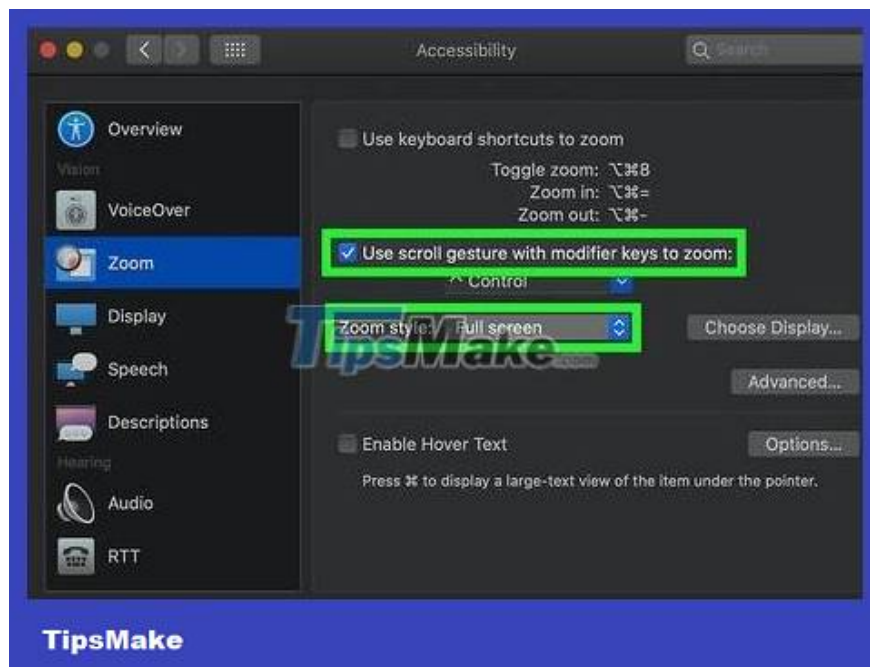 Accessibility
Search
Overview
Vision
VoiceOver
Zoom
Display
Speech
Descriptions
Hearing
Audio
RTT
Use keyboard shortcuts to zoom
Toggle zoom: ⌥⌘8
Zoom in: ⌥⌘=
Zoom out: ⌥⌘-
Use scroll gesture with modifier keys to zoom:
^ Control
Zoom style: Full screen
Choose Display...
TipsMake.com
Advanced...
Enable Hover Text
Options...
Press ⌘ to display a large-text view of the item under the pointer.
TipsMake